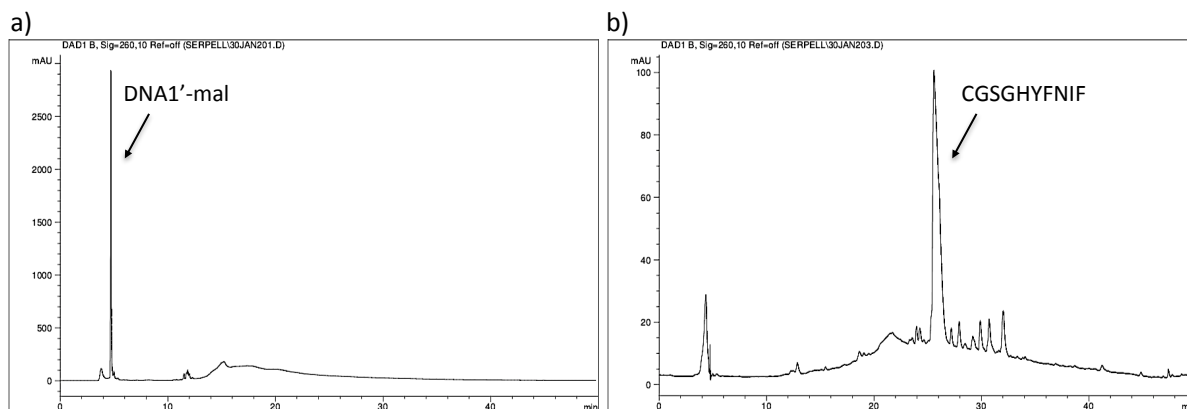 a)
DAD1 B, Sig=260,10 Ref=off (SERPELL\30JAN201.D)
mAU
DNA1’-mal
2500
2000
1500
1000
500
0
0 10 20 30 40 min
b)
DAD1 B, Sig=260,10 Ref=off (SERPELL\30JAN203.D)
mAU
CGSGHYFNIF
100
80
60
40
20
0
0 10 20 30 40